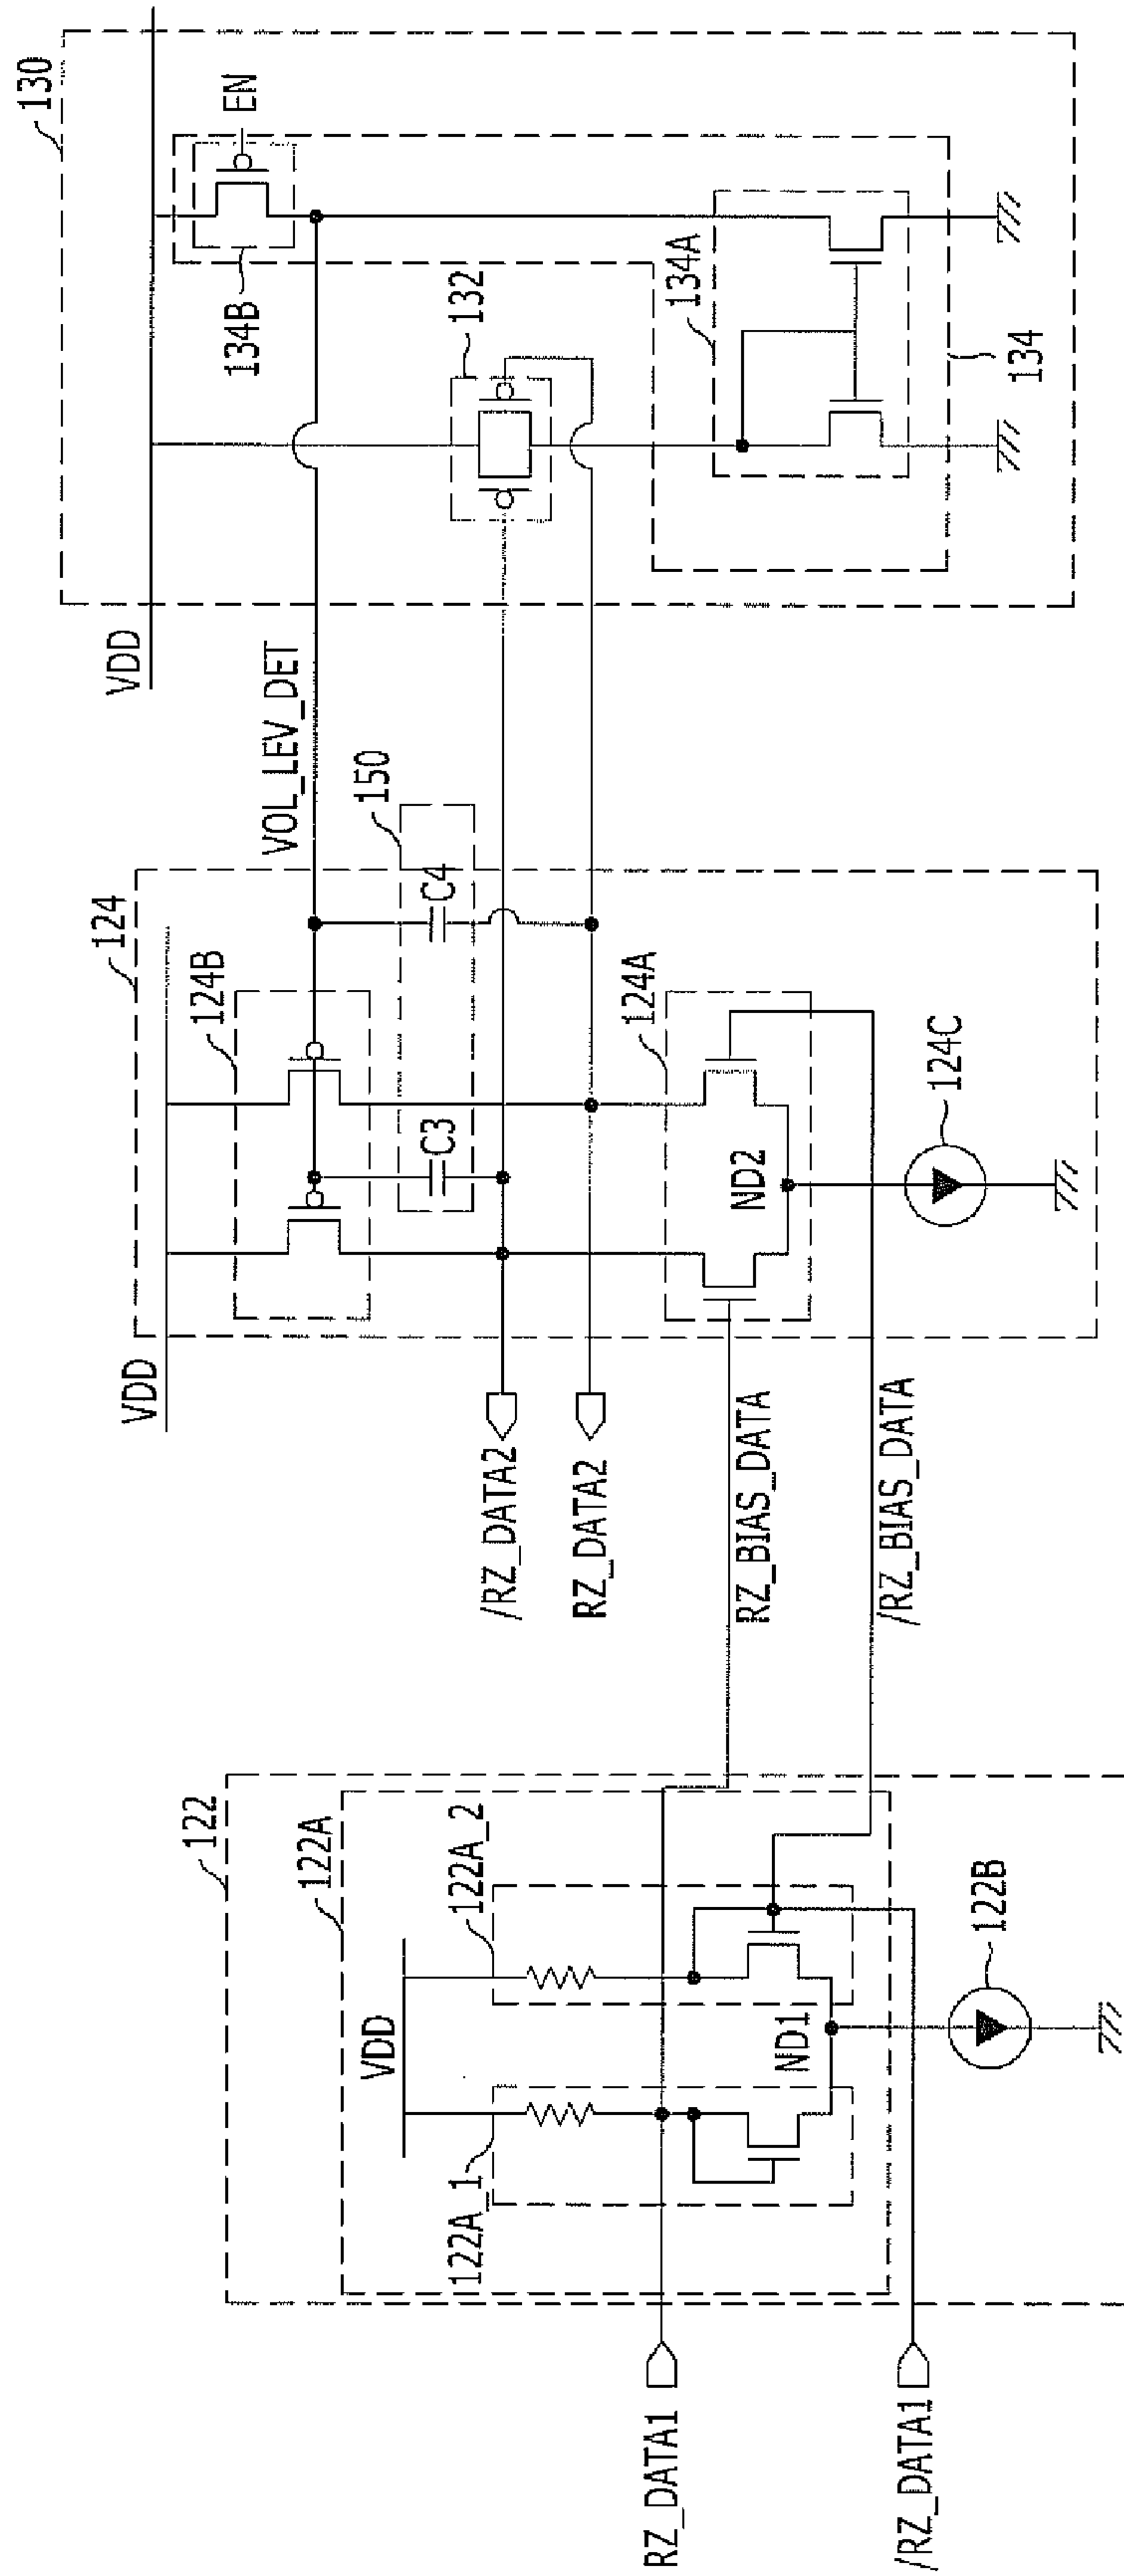 130
VDD
EN
134B
132
134A
134
VOL_LEV_DET
150
124
VDD
124B
C3
C4
/RZ_DATA2
RZ_DATA2
124A
ND2
124C
RZ_BIAS_DATA
/RZ_BIAS_DATA
122
122A
VDD
122A_1
122A_2
ND1
122B
RZ_DATA1
/RZ_DATA1